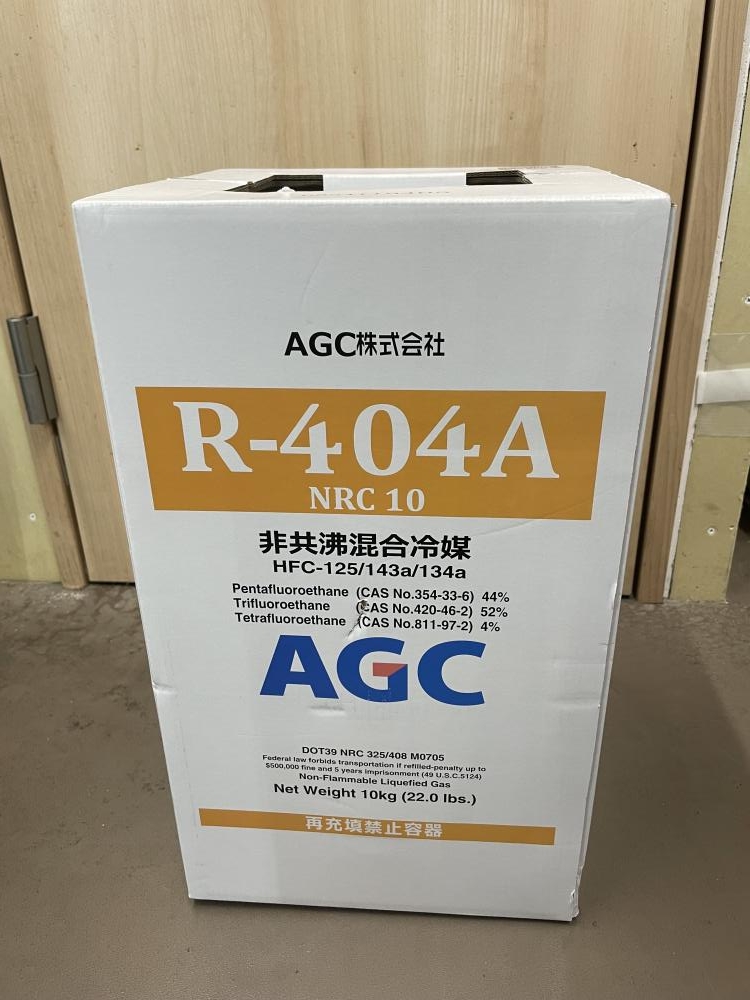 AGC株式会社
R-404A
NRC 10
非共沸混合冷媒
HFC-125/143a/134a
Pentafluoroethane (CAS No.354-33-6) 44%
Trifluoroethane (CAS No.420-46-2) 52%
Tetrafluoroethane (CAS No.811-97-2) 4%
AGC
DOT39 NRC 325/408 M0705
Federal law forbids transportation if refilled-penalty up to
$500,000 fine and 5 years imprisonment (49 U.S.C.5124)
Non-Flammable Liquefied Gas
Net Weight 10kg (22.0 lbs.)
再充填禁止容器